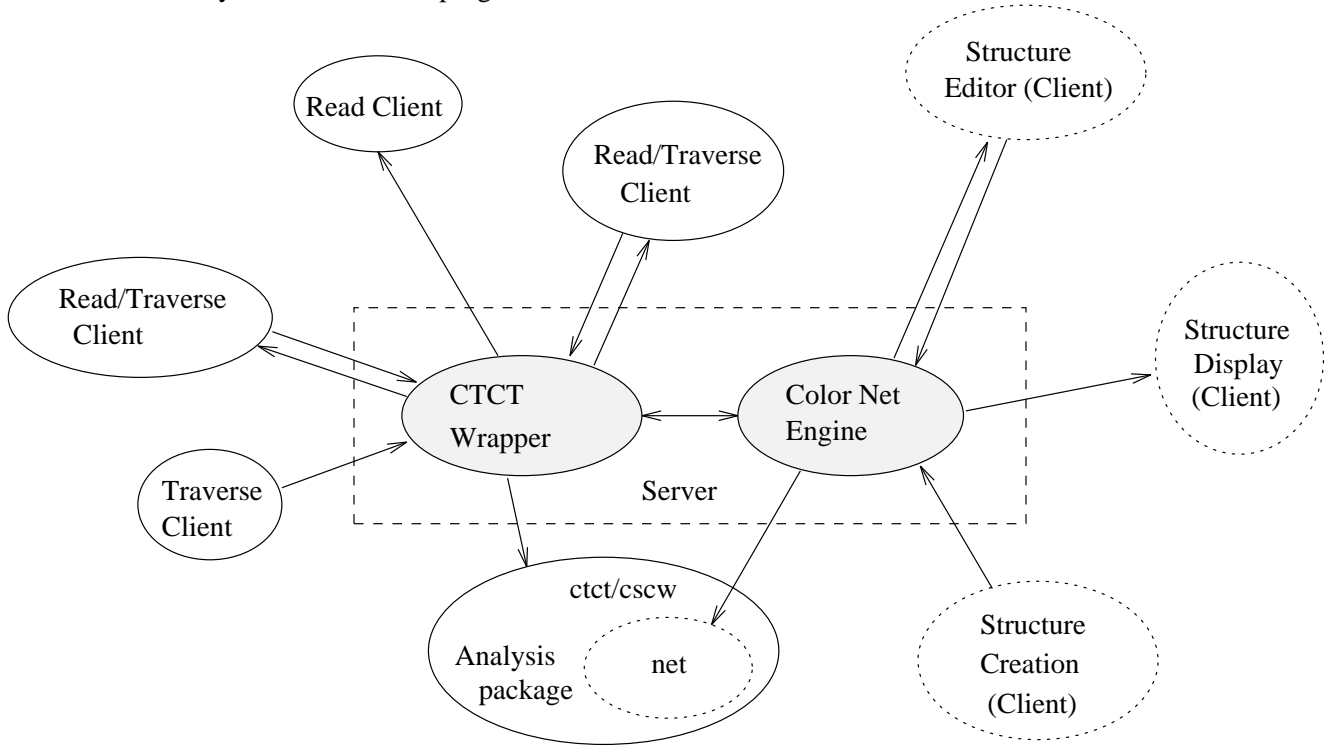 Structure
Editor (Client)
Read Client
Read/Traverse
Client
Read/Traverse
Client
Structure
Display
(Client)
CTCT
Wrapper
Color Net
Engine
Server
Traverse
Client
ctct/cscw
Analysis
package
net
Structure
Creation
(Client)